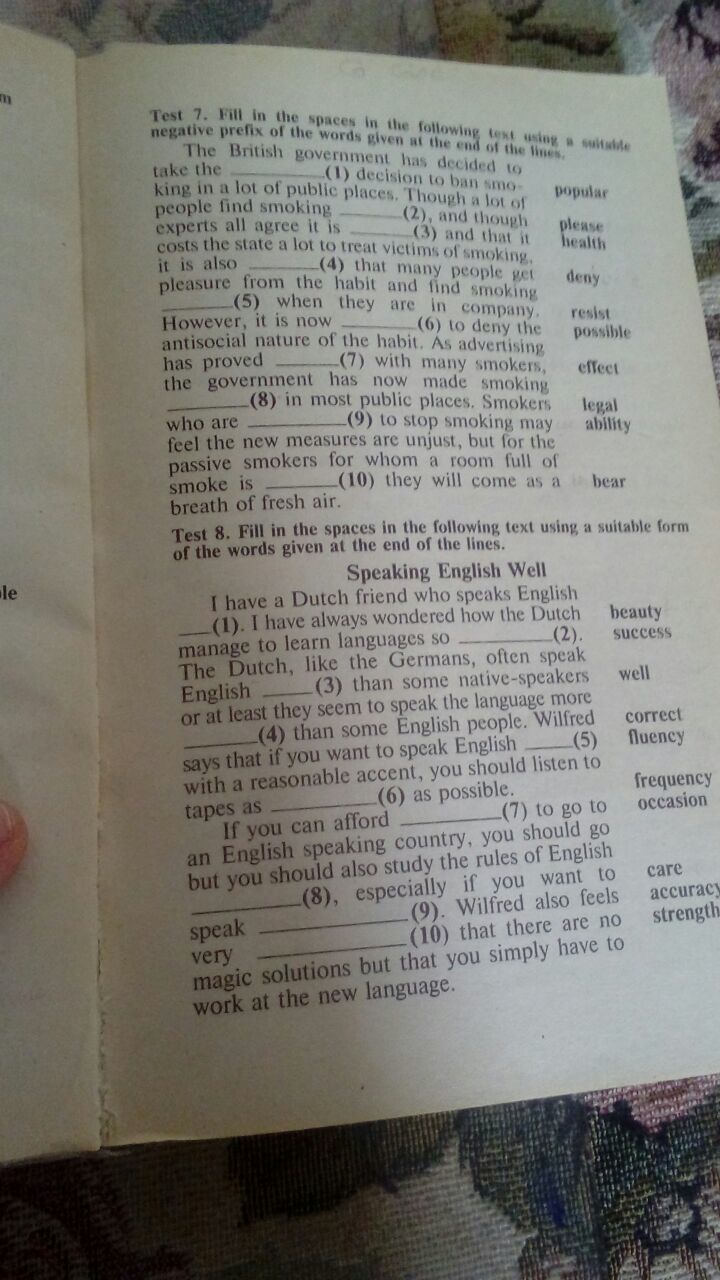 m
le
Test 7. Fill in the spaces in the following text using a suitable
negative prefix of the words given at the end of the lines.
The British government has decided to
take the ________(1) decision to ban smo- popular
king in a lot of public places. Though a lot of
people find smoking ________(2), and though please
experts all agree it is ________(3) and that it health
costs the state a lot to treat victims of smoking,
it is also ________(4) that many people get deny
pleasure from the habit and find smoking
________(5) when they are in company. resist
However, it is now ________(6) to deny the possible
antisocial nature of the habit. As advertising
has proved ________(7) with many smokers, effect
the government has now made smoking
________(8) in most public places. Smokers legal
who are ________(9) to stop smoking may ability
feel the new measures are unjust, but for the
passive smokers for whom a room full of
smoke is ________(10) they will come as a bear
breath of fresh air.
Test 8. Fill in the spaces in the following text using a suitable form
of the words given at the end of the lines.
Speaking English Well
I have a Dutch friend who speaks English
___(1). I have always wondered how the Dutch beauty
manage to learn languages so ________(2). success
The Dutch, like the Germans, often speak
English _____(3) than some native-speakers well
or at least they seem to speak the language more
________(4) than some English people. Wilfred correct
says that if you want to speak English _____(5) fluency
with a reasonable accent, you should listen to
tapes as ________(6) as possible. frequency
If you can afford ________(7) to go to occasion
an English speaking country, you should go
but you should also study the rules of English
________(8), especially if you want to care
speak ________(9). Wilfred also feels accuracy
very ________(10) that there are no strength
magic solutions but that you simply have to
work at the new language.